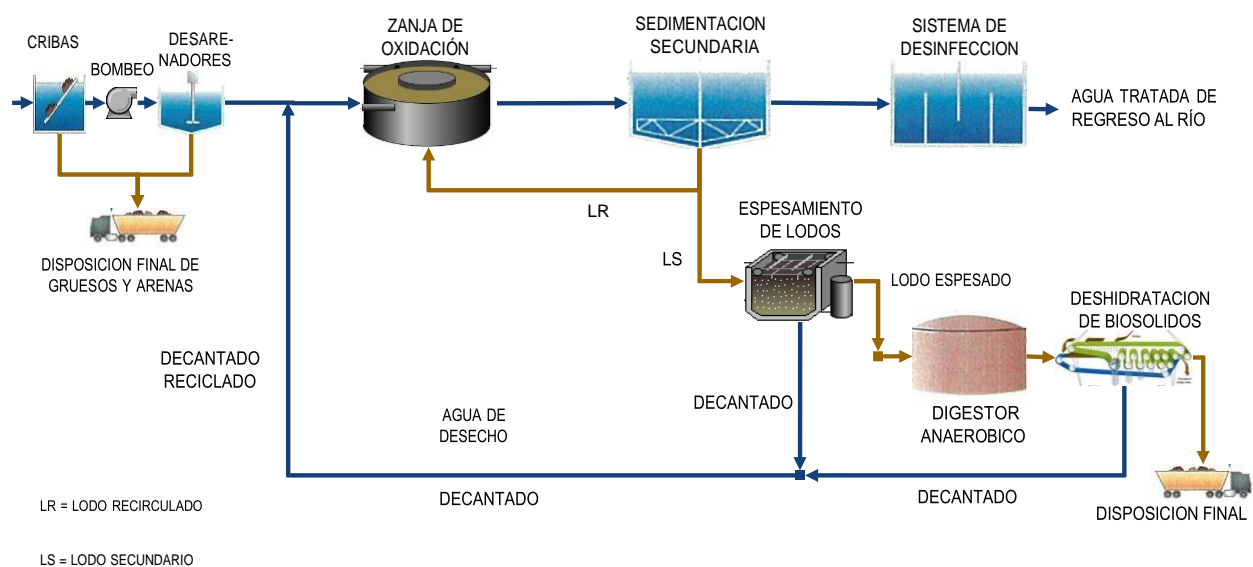 CRIBAS
BOMBEO
DESARE-
NADORES
ZANJA DE
OXIDACIÓN
SEDIMENTACION
SECUNDARIA
SISTEMA DE
DESINFECCION
AGUA TRATADA DE
REGRESO AL RÍO
DISPOSICION FINAL DE
GRUESOS Y ARENAS
LR
LS
ESPESAMIENTO
DE LODOS
LODO ESPESADO
DESHIDRATACION
DE BIOSOLIDOS
DIGESTOR
ANAEROBICO
DECANTADO
RECICLADO
AGUA DE
DESECHO
DECANTADO
DECANTADO
DECANTADO
DISPOSICION FINAL
LR = LODO RECIRCULADO
LS = LODO SECUNDARIO